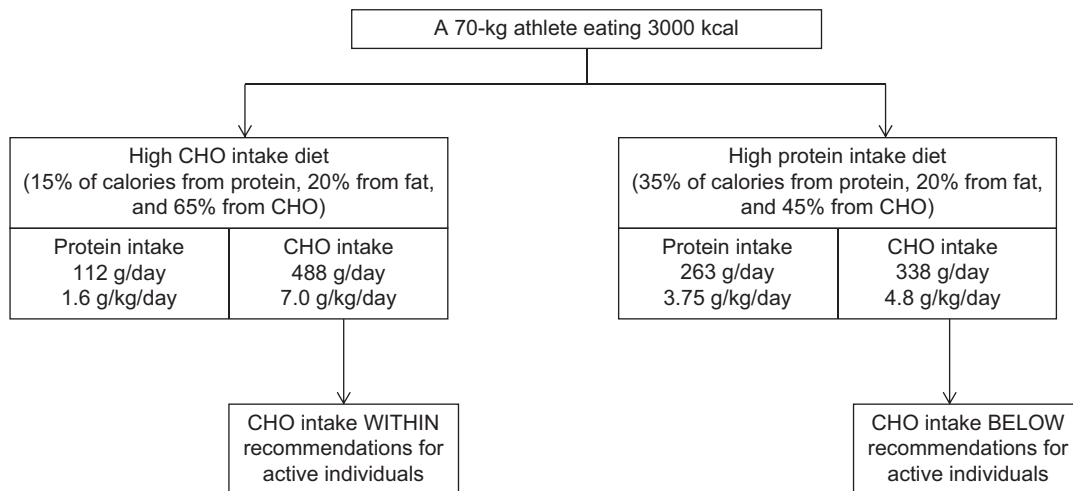 A 70-kg athlete eating 3000 kcal
High CHO intake diet
(15% of calories from protein, 20% from fat,
and 65% from CHO)
Protein intake
112 g/day
1.6 g/kg/day
CHO intake
488 g/day
7.0 g/kg/day
CHO intake WITHIN
recommendations for
active individuals
High protein intake diet
(35% of calories from protein, 20% from fat,
and 45% from CHO)
Protein intake
263 g/day
3.75 g/kg/day
CHO intake
338 g/day
4.8 g/kg/day
CHO intake BELOW
recommendations for
active individuals